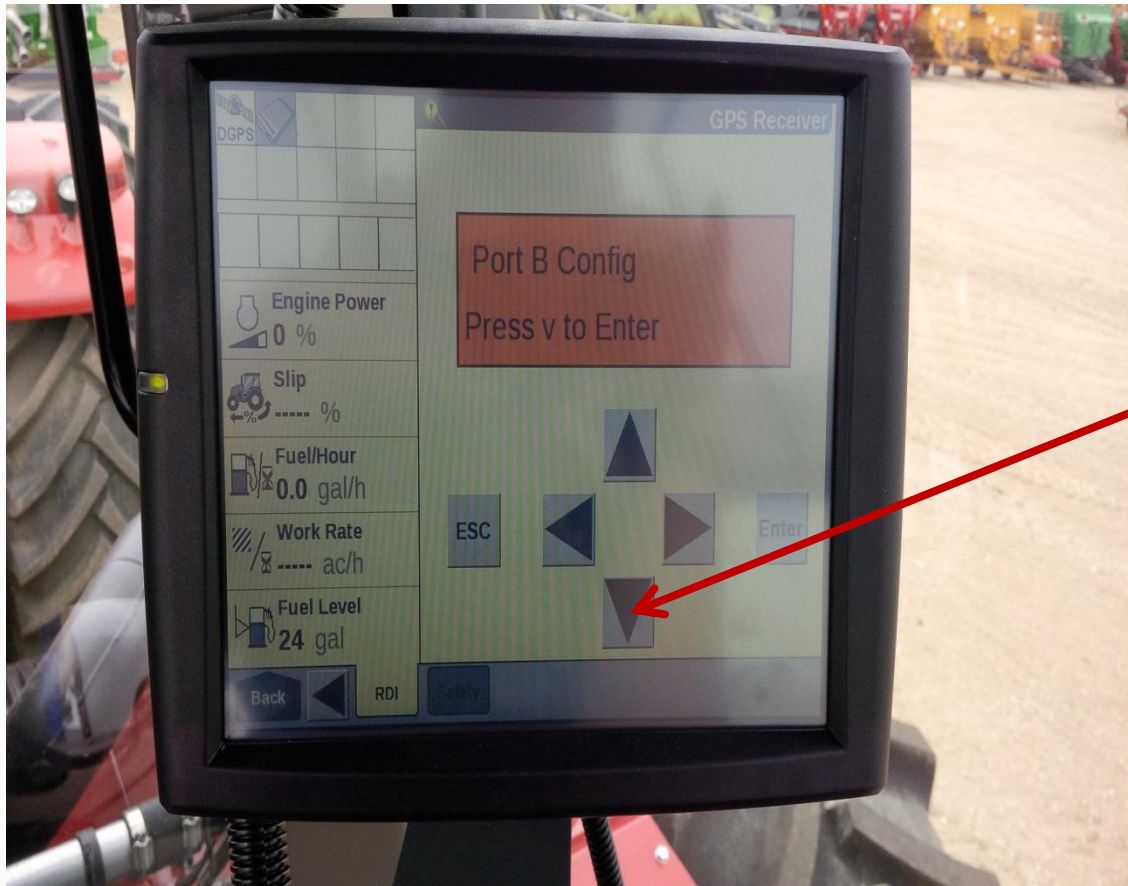 DGPS
GPS Receiver
Port B Config
Press v to Enter
Engine Power
0 %
Slip
----- %
Fuel/Hour
0.0 gal/h
Work Rate
----- ac/h
Fuel Level
24 gal
ESC
Enter
Back
RDI
Safety